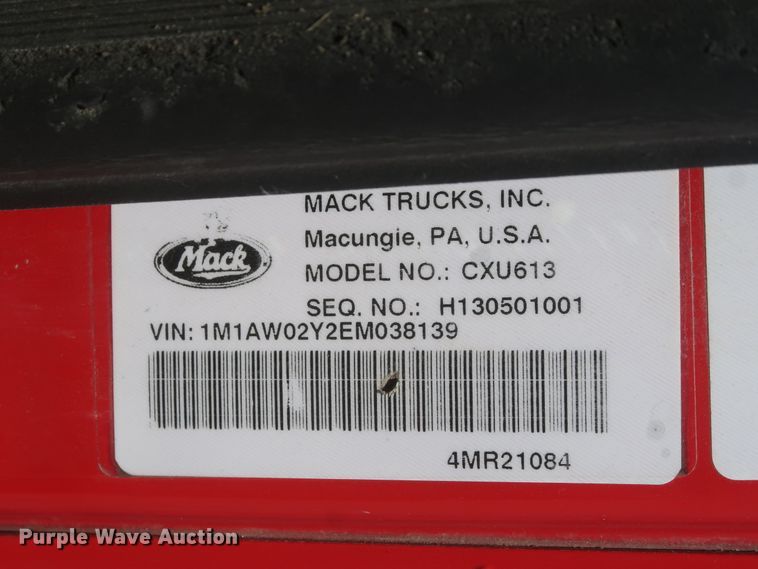 MACK TRUCKS, INC.
Mack
Macungie, PA, U.S.A.
MODEL NO.: CXU613
SEQ. NO.: H130501001
VIN: 1M1AW02Y2EM038139
4MR21084
Purple Wave Auction